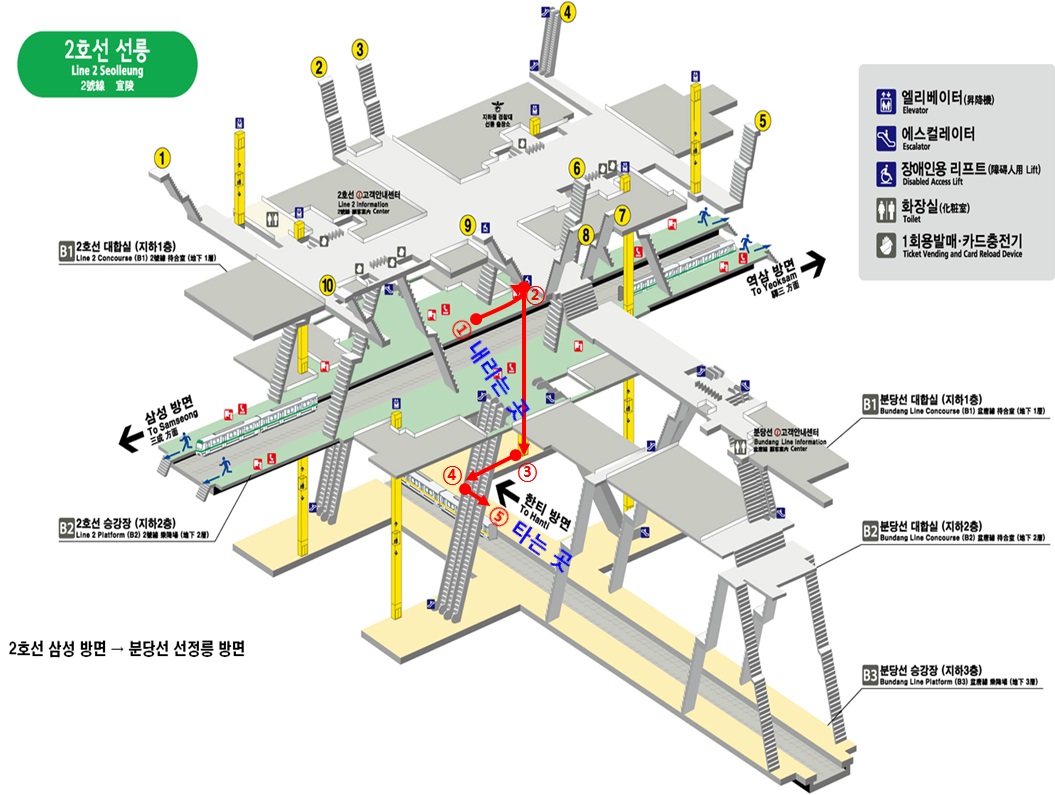 2호선 선릉
Line 2 Seolleung
2號線 宣陵
1
2
3
4
5
6
7
8
9
10
지하철 경찰대
선릉 출장소
2호선 ⓘ고객안내센터
Line 2 Information
2號線 顧客案內 Center
엘리베이터(昇降機)
Elevator
에스컬레이터
Escalator
장애인용 리프트(障碍人用 Lift)
Disabled Access Lift
화장실(化粧室)
Toilet
1회용발매·카드충전기
Ticket Vending and Card Reload Device
B1 2호선 대합실 (지하1층)
Line 2 Concourse (B1) 2號線 待合室 (地下 1層)
역삼 방면
To Yeoksam
驛三 方面
①
②
내리는 곳
삼성 방면
To Samseong
三成 方面
B1 분당선 대합실 (지하1층)
Bundang Line Concourse (B1) 盆唐線 待合室 (地下 1層)
분당선 ⓘ고객안내센터
Bundang Line Information
盆唐線 顧客案內 Center
③
④
⑤
한티 방면
To Hanti
타는 곳
B2 2호선 승강장 (지하2층)
Line 2 Platform (B2) 2號線 乘降場 (地下 2層)
B2 분당선 대합실 (지하2층)
Bundang Line Concourse (B2) 盆唐線 待合室 (地下 2層)
2호선 삼성 방면 → 분당선 선정릉 방면
B3 분당선 승강장 (지하3층)
Bundang Line Platform (B3) 盆唐線 乘降場 (地下 3層)